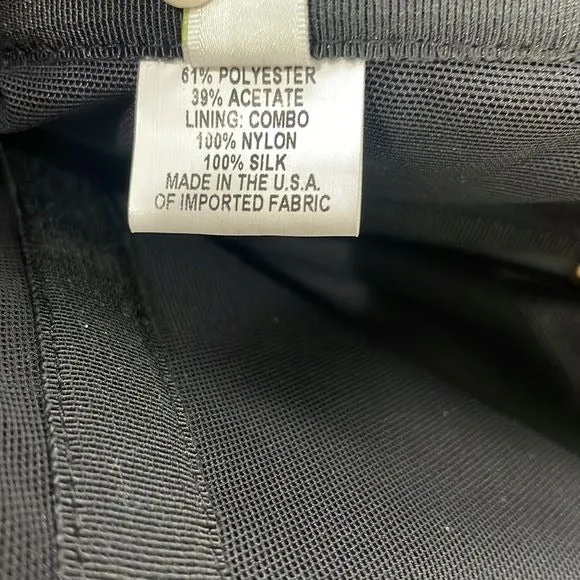 61% POLYESTER
39% ACETATE
LINING: COMBO
100% NYLON
100% SILK
MADE IN THE U.S.A.
OF IMPORTED FABRIC